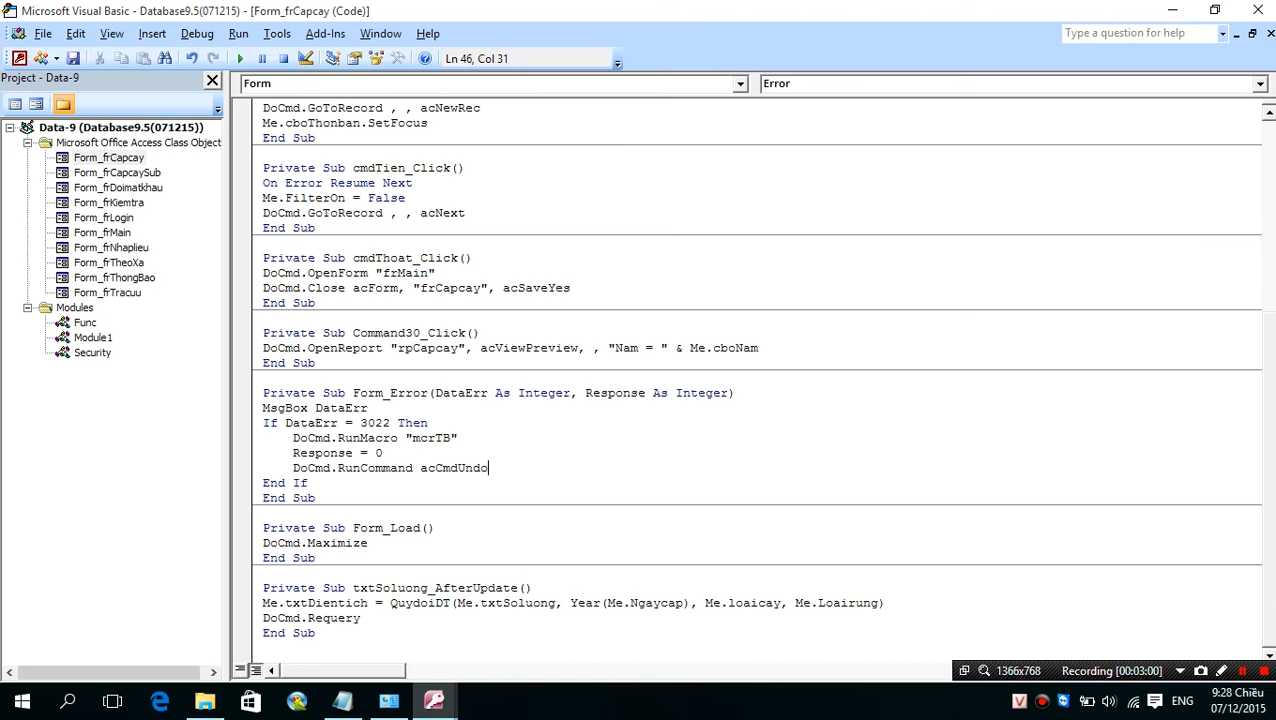 Microsoft Visual Basic - Database9.5(071215) - [Form_frCapcay (Code)]
File Edit View Insert Format Debug Run Tools Add-Ins Window Help
Type a question for help
Ln 46, Col 31
Project - Data-9
Form
Error
Data-9 (Database9.5(071215))
Microsoft Office Access Class Object
Form_frCapcay
Form_frCapcaySub
Form_frDoimatkhau
Form_frKiemtra
Form_frLogin
Form_frMain
Form_frNhaplieu
Form_frTheoXa
Form_frThongBao
Form_frTracuu
Modules
Func
Module1
Security
DoCmd.GoToRecord , , acNewRec
Me.cboThonban.SetFocus
End Sub
Private Sub cmdTien_Click()
On Error Resume Next
Me.FilterOn = False
DoCmd.GoToRecord , , acNext
End Sub
Private Sub cmdThoat_Click()
DoCmd.OpenForm "frMain"
DoCmd.Close acForm, "frCapcay", acSaveYes
End Sub
Private Sub Command30_Click()
DoCmd.OpenReport "rpCapcay", acViewPreview, , "Nam = " & Me.cboNam
End Sub
Private Sub Form_Error(DataErr As Integer, Response As Integer)
MsgBox DataErr
If DataErr = 3022 Then
DoCmd.RunMacro "mcrTB"
Response = 0
DoCmd.RunCommand acCmdUndo
End If
End Sub
Private Sub Form_Load()
DoCmd.Maximize
End Sub
Private Sub txtSoluong_AfterUpdate()
Me.txtDientich = QuydoiDT(Me.txtSoluong, Year(Me.Ngaycap), Me.loaicay, Me.Loairung)
DoCmd.Requery
End Sub
1366x768
Recording [00:03:00]
ENG
9:28 Chiều
07/12/2015